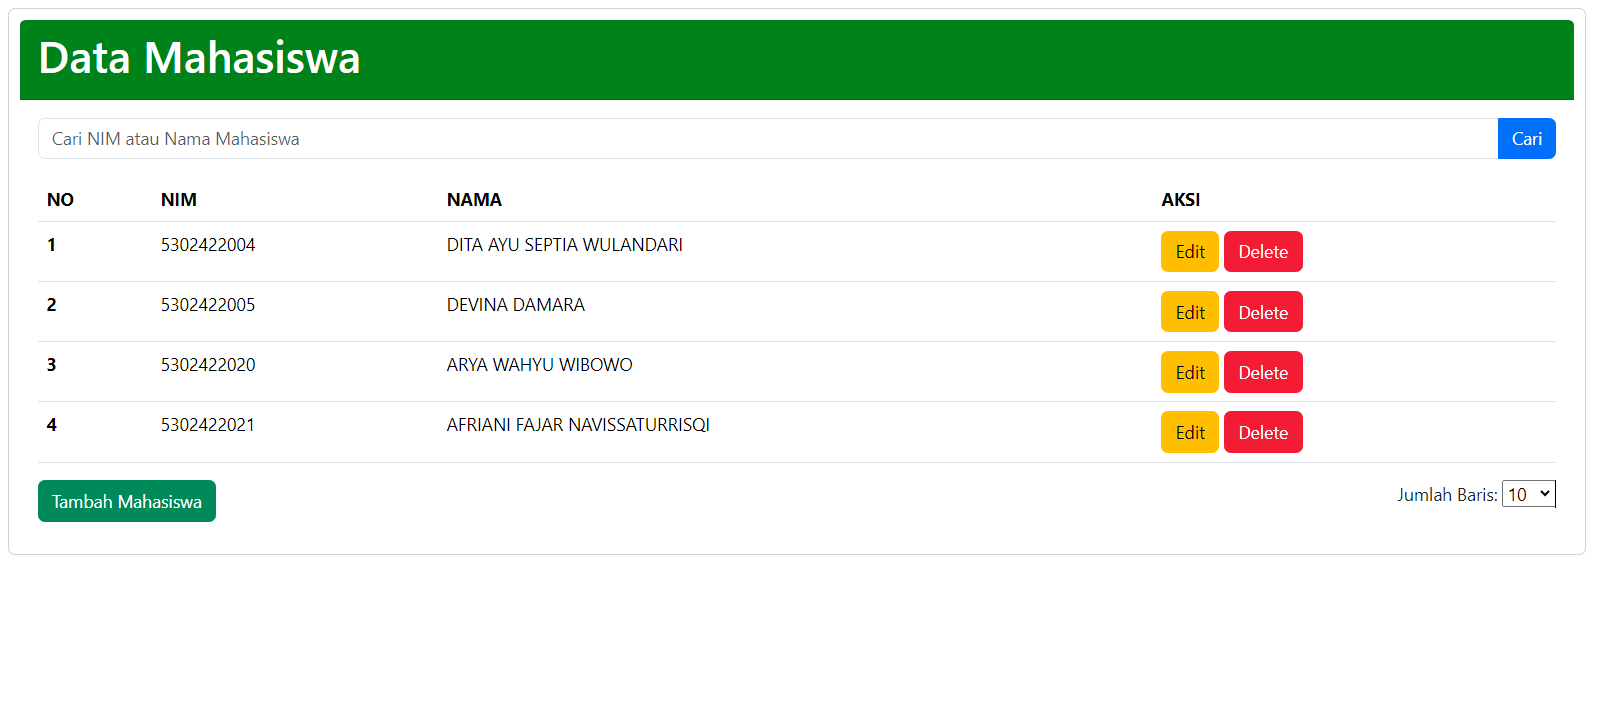 Data Mahasiswa
Cari NIM atau Nama Mahasiswa Cari
NO NIM NAMA AKSI
1 5302422004 DITA AYU SEPTIA WULANDARI Edit Delete
2 5302422005 DEVINA DAMARA Edit Delete
3 5302422020 ARYA WAHYU WIBOWO Edit Delete
4 5302422021 AFRIANI FAJAR NAVISSATURRISQI Edit Delete
Tambah Mahasiswa Jumlah Baris: 10